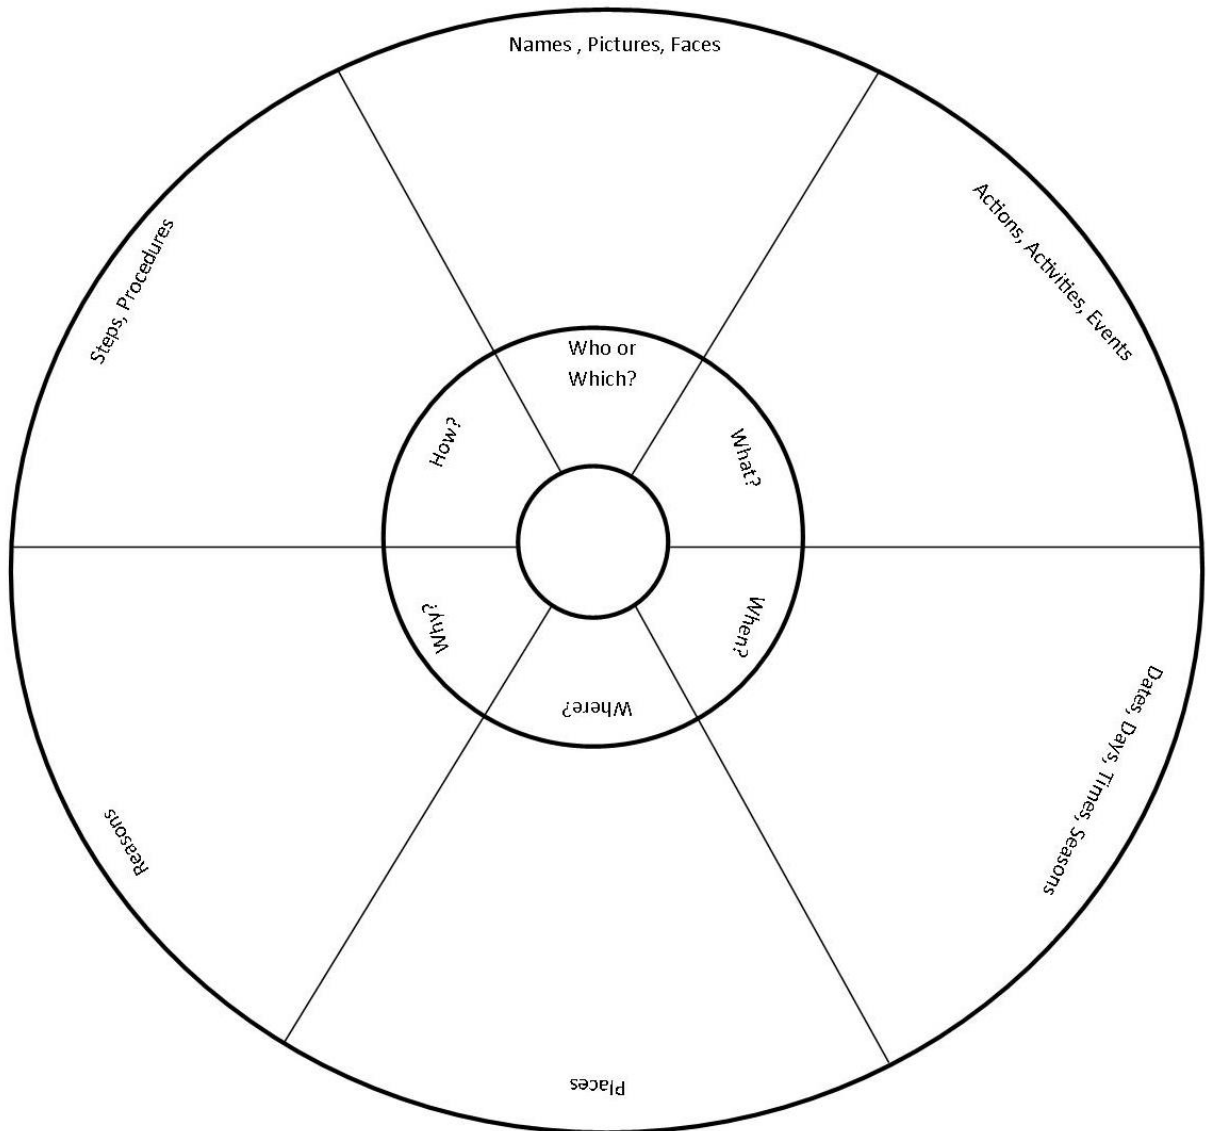 Names , Pictures, Faces
Actions, Activities, Events
Dates, Days, Times, Seasons
Places
Reasons
Steps, Procedures
Who or
Which?
What?
When?
Where?
Why?
How?